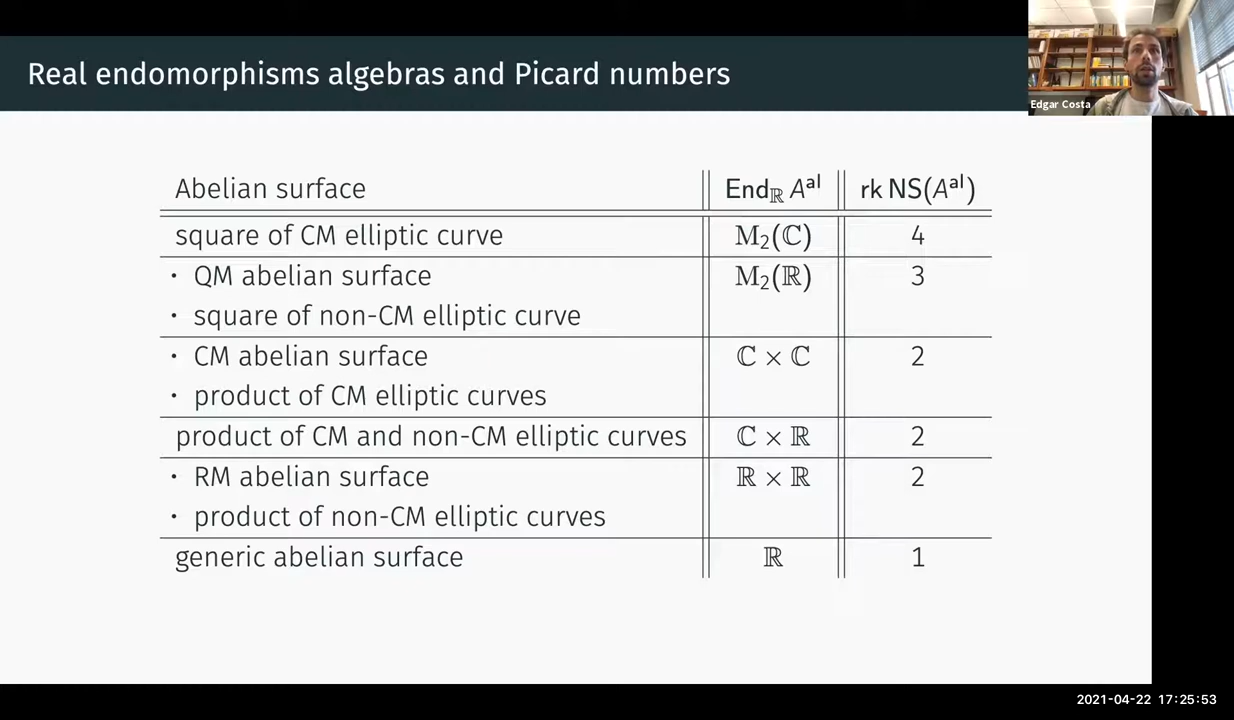 Real endomorphisms algebras and Picard numbers
Edgar Costa
Abelian surface End_ℝ A^al rk NS(A^al)
square of CM elliptic curve M₂(ℂ) 4
· QM abelian surface M₂(ℝ) 3
· square of non-CM elliptic curve
· CM abelian surface ℂ × ℂ 2
· product of CM elliptic curves
product of CM and non-CM elliptic curves ℂ × ℝ 2
· RM abelian surface ℝ × ℝ 2
· product of non-CM elliptic curves
generic abelian surface ℝ 1
2021-04-22 17:25:53